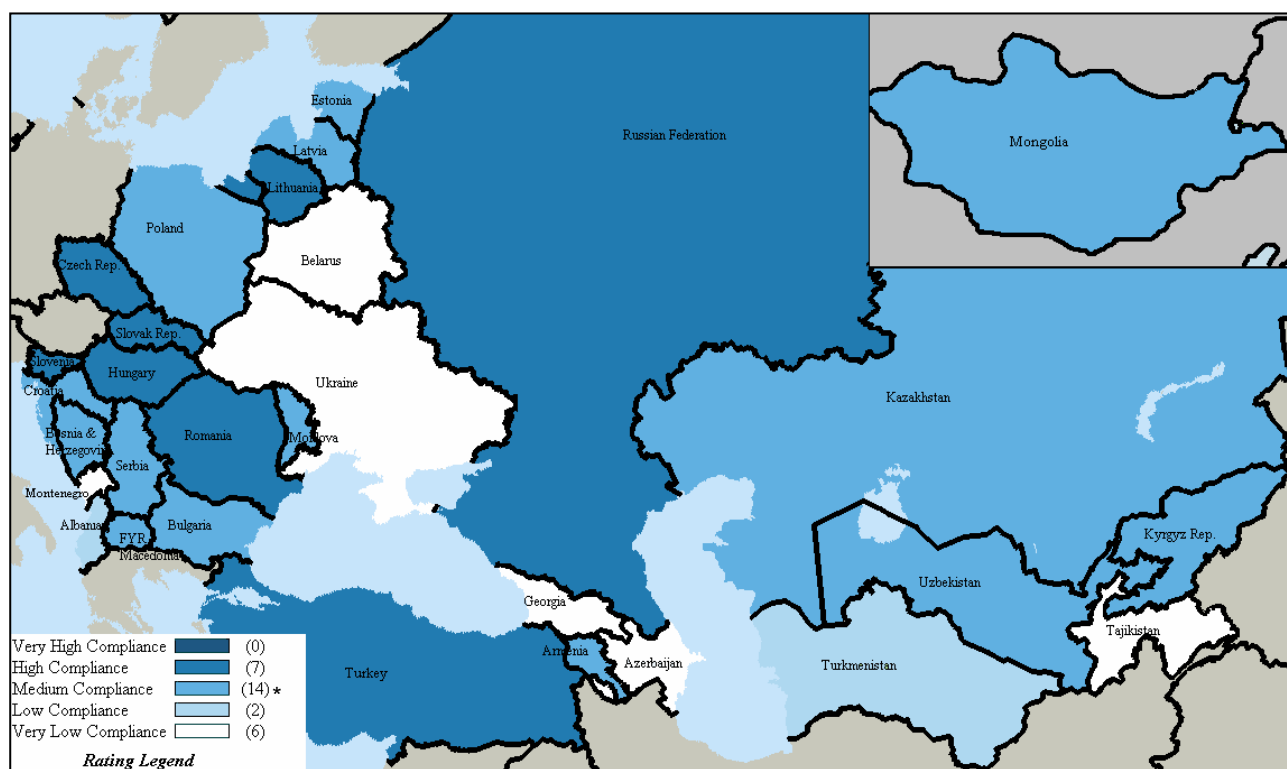 Estonia
Russian Federation
Mongolia
Latvia
Lithuania
Poland
Belarus
Czech Rep.
Slovak Rep.
Slovenia
Hungary
Ukraine
Croatia
Kazakhstan
Romania
Moldova
Bosnia &
Herzegovina
Serbia
Montenegro
Albania
Bulgaria
FYR
Macedonia
Kyrgyz Rep.
Uzbekistan
Georgia
Tajikistan
Armenia
Azerbaijan
Turkmenistan
Turkey
Very High Compliance (0)
High Compliance (7)
Medium Compliance (14) *
Low Compliance (2)
Very Low Compliance (6)
Rating Legend